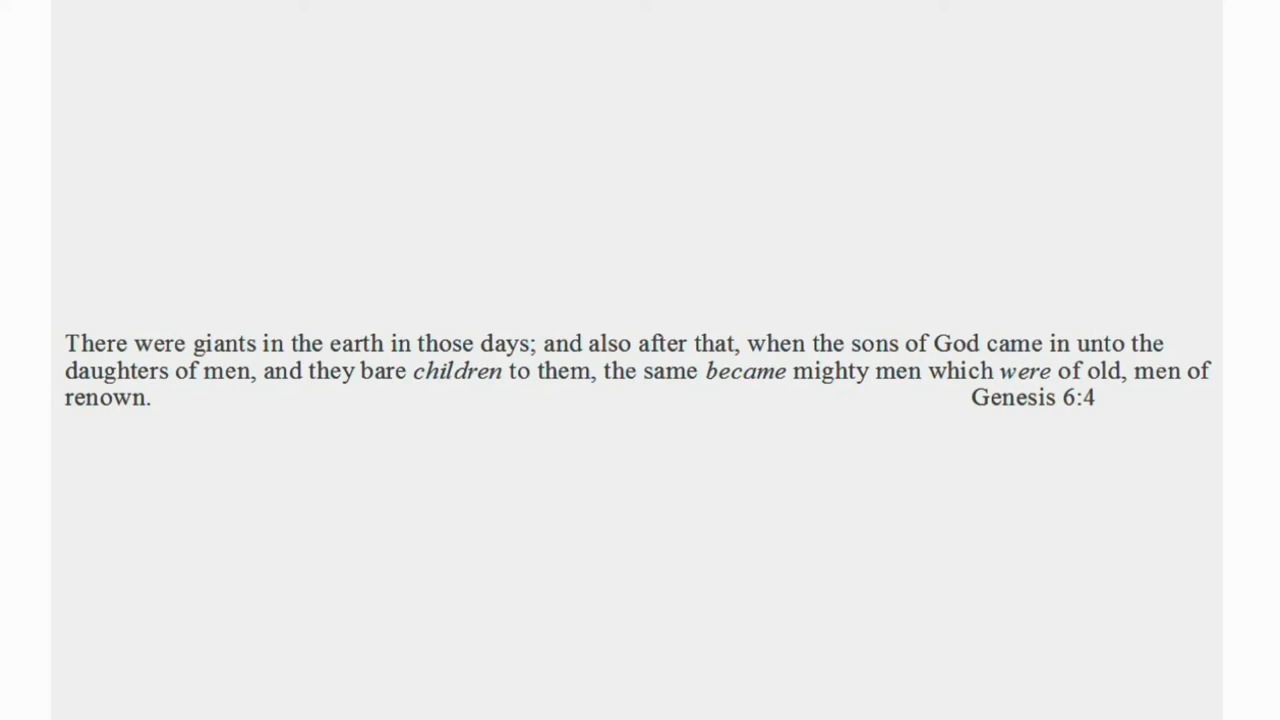 There were giants in the earth in those days; and also after that, when the sons of God came in unto the
daughters of men, and they bare children to them, the same became mighty men which were of old, men of
renown. Genesis 6:4